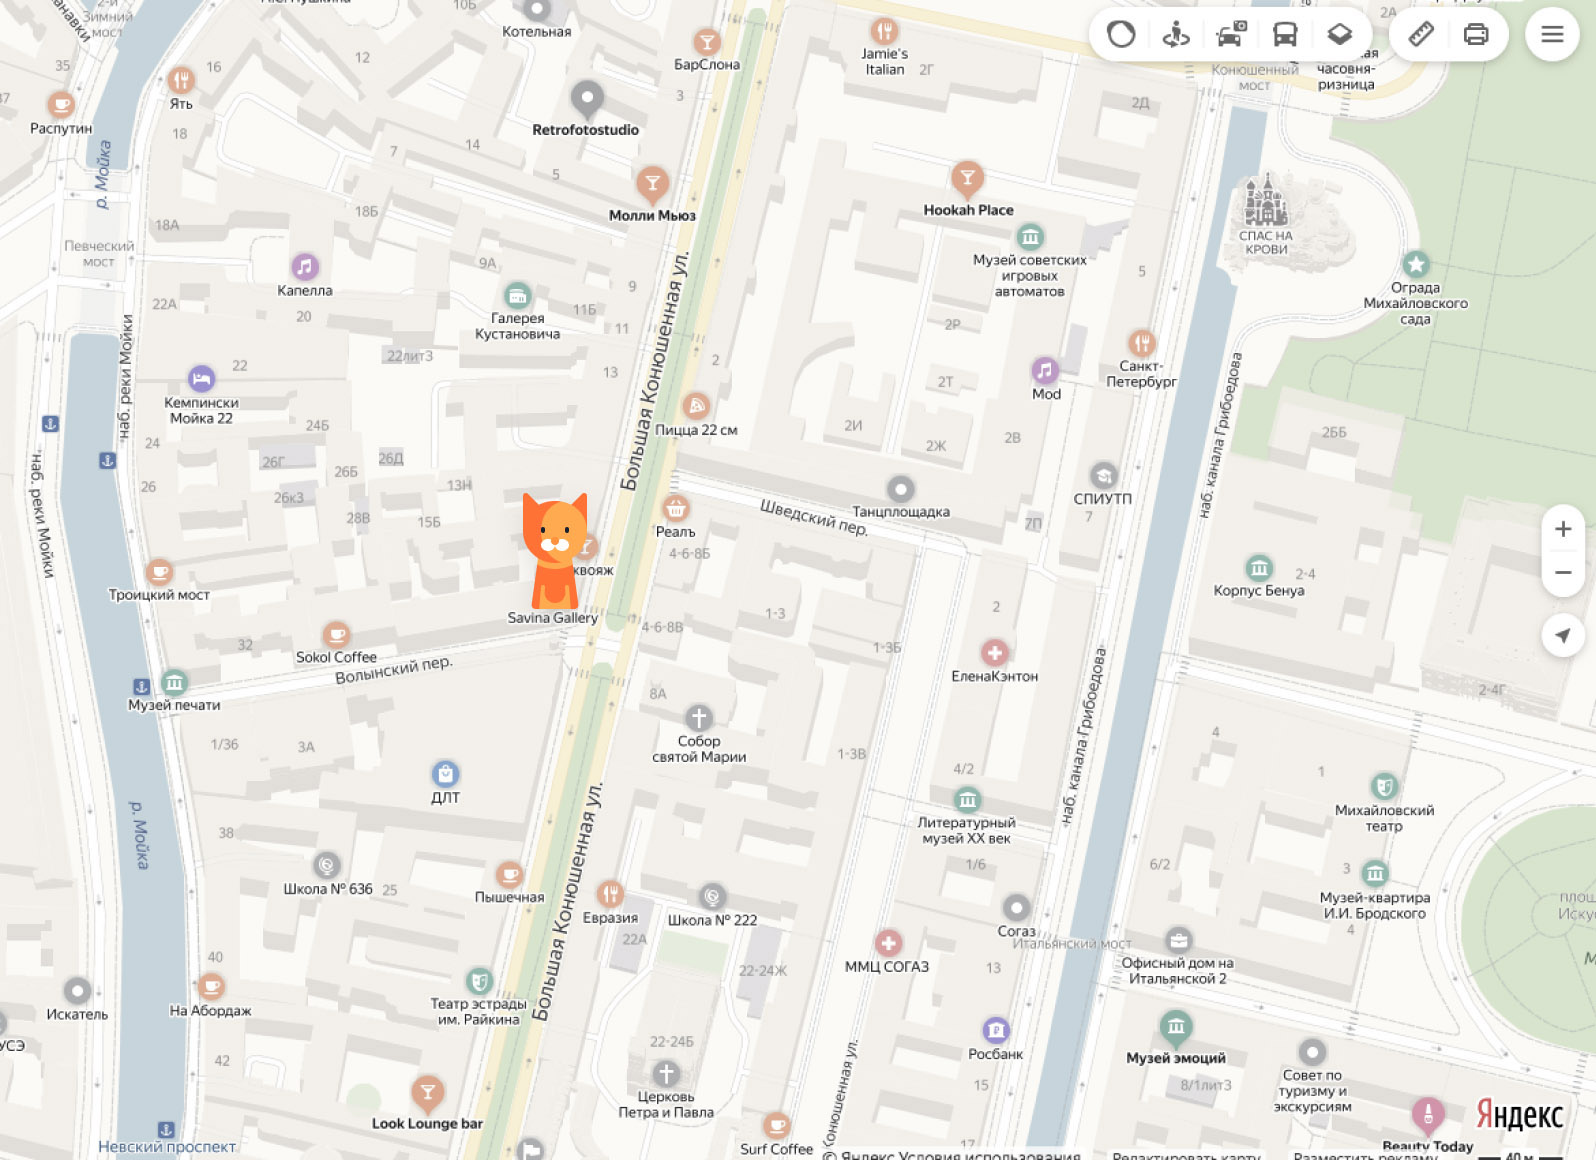 10Б
2-й
Зимний
мост
Котельная
БарСлона
Jamie's
Italian
2Г
2А
часовня-
ризница
Конюшенный
мост
35
16
12
Ять
3
2Д
37
Распутин
18
Retrofotostudio
14
7
5
р. Мойка
Молли Мьюз
Hookah Place
18Б
18А
Певческий
мост
СПАС НА
КРОВИ
9А
Музей советских
игровых
автоматов
5
Капелла
9
Ограда
Михайловского
сада
22А
20
Галерея
Кустановича
11Б
11
2Р
наб. реки Мойки
22лит3
22
13
2
Большая Конюшенная ул.
Санкт-
Петербург
2Т
Mod
Кемпински
Мойка 22
наб. канала Грибоедова
Пицца 22 см
24Б
24
2И
2Ж
2В
2ББ
26Г
26Б
26Д
26
26к3
13Н
28В
15Б
наб. реки Мойки
СПИУТП
Шведский пер.
Танцплощадка
7П
7
Реалъ
4-6-8Б
квояж
Троицкий мост
2-4
Корпус Бенуа
Savina Gallery
1-3
2
4-6-8В
32
Sokol Coffee
Волынский пер.
1-3Б
ЕленаКэнтон
8А
2-4Г
Музей печати
наб. канала Грибоедова
1/36
3А
Собор
святой Марии
1-3В
4
4/2
1
ДЛТ
р. Мойка
Большая Конюшенная ул.
Литературный
музей XX век
Михайловский
театр
38
1/6
6/2
3
Школа № 636
25
Пышечная
Музей-квартира
И.И. Бродского
Евразия
Школа № 222
22А
Согаз
Итальянский мост
4
40
ММЦ СОГАЗ
13
22-24Ж
Офисный дом на
Итальянской 2
Искатель
На Абордаж
Театр эстрады
им. Райкина
УСЭ
42
22-24Б
Росбанк
Музей эмоций
15
8/1лит3
Совет по
туризму и
экскурсиям
Церковь
Петра и Павла
Look Lounge bar
Яндекс
Невский проспект
Surf Coffee
Конюшенная ул.
17
Beauty Today
© Яндекс Условия использования
Редактировать карту
Разместить рекламу
40 м